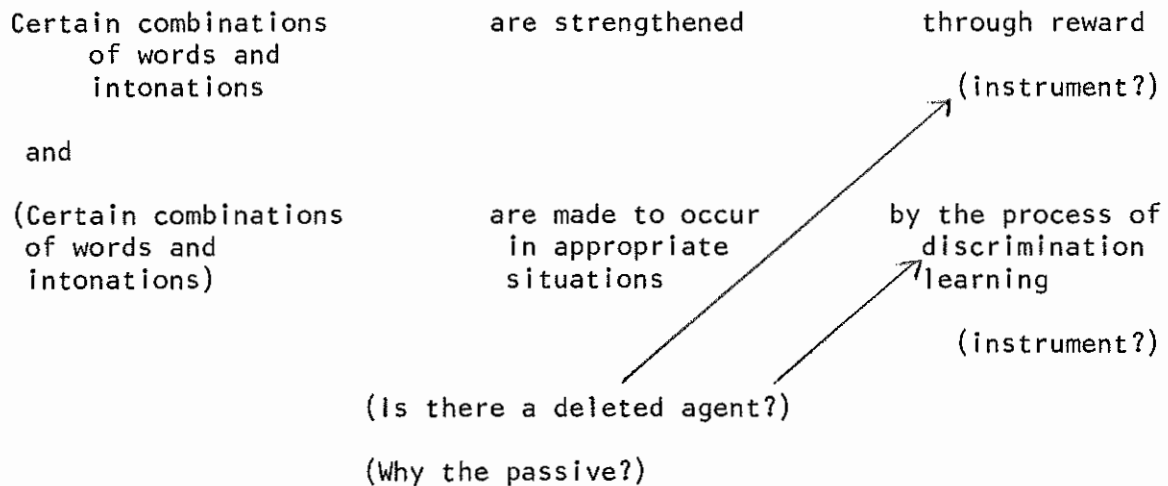 Certain combinations are strengthened through reward
of words and
intonations (instrument?)
and
(Certain combinations are made to occur by the process of
of words and in appropriate discrimination
intonations) situations learning
(instrument?)
(Is there a deleted agent?)
(Why the passive?)